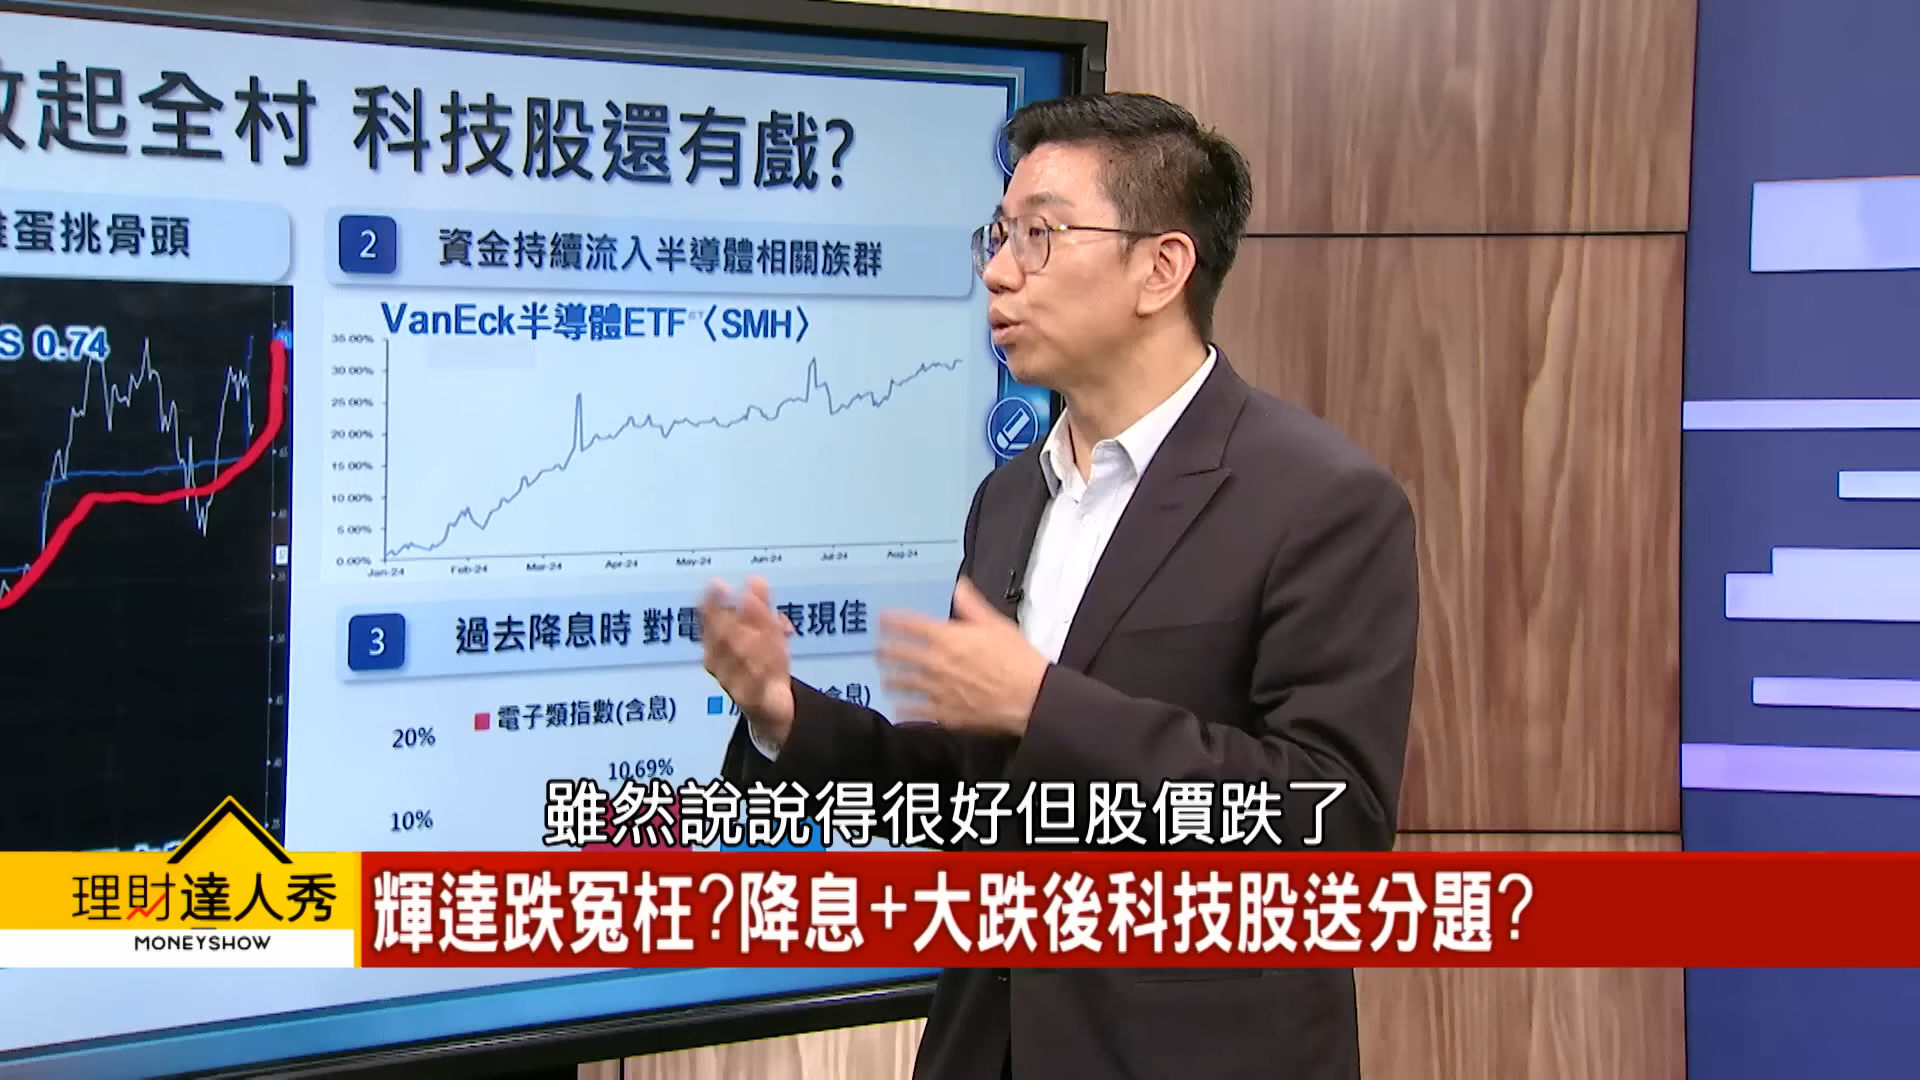 起全村 科技股還有戲?
蛋挑骨頭
S 0.74
2
資金持續流入半導體相關族群
VanEck半導體ETF〈SMH〉
35.00%
30.00%
25.00%
20.00%
15.00%
10.00%
5.00%
0.00%
Jan-24 Feb-24 Mar-24 Apr-24 May-24 Jun-24 Jul-24 Aug-24
3
過去降息時 對電 表現佳
電子類指數(含息)
含息)
20%
10.69%
10%
雖然說說得很好但股價跌了
理財達人秀
MONEYSHOW
輝達跌冤枉?降息+大跌後科技股送分題?